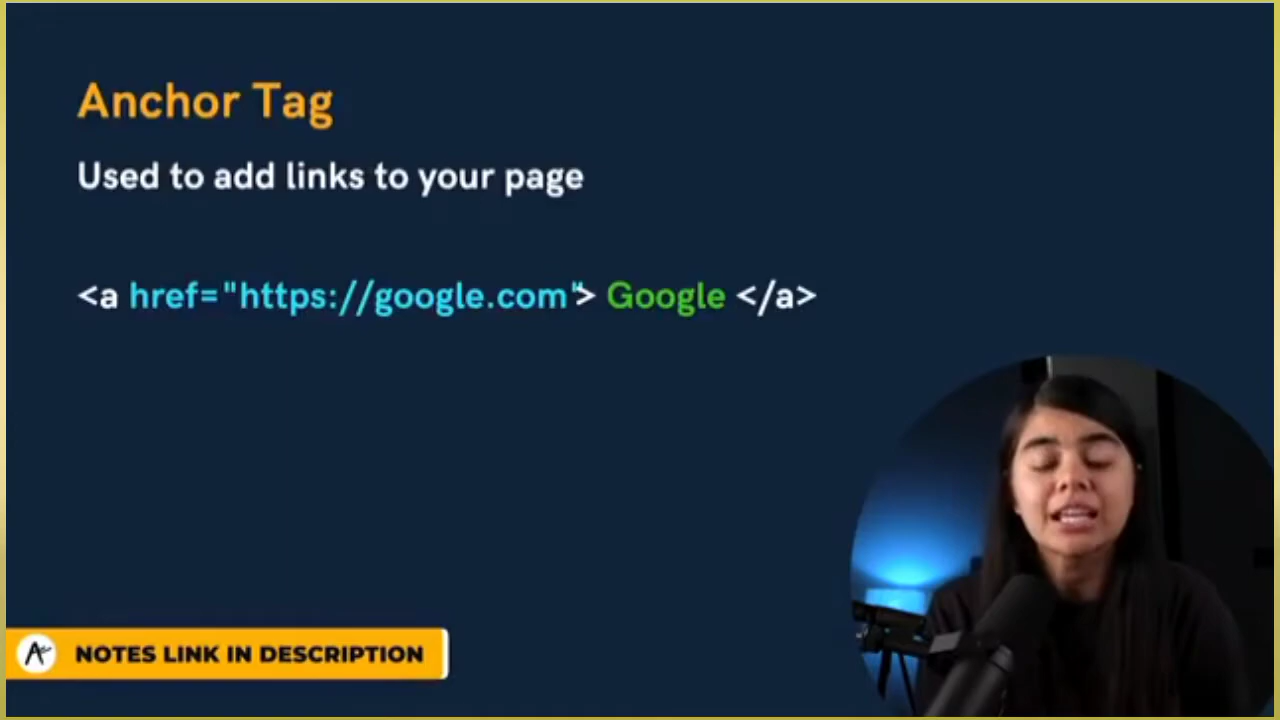 Anchor Tag
Used to add links to your page
<a href="https://google.com"> Google </a>
NOTES LINK IN DESCRIPTION